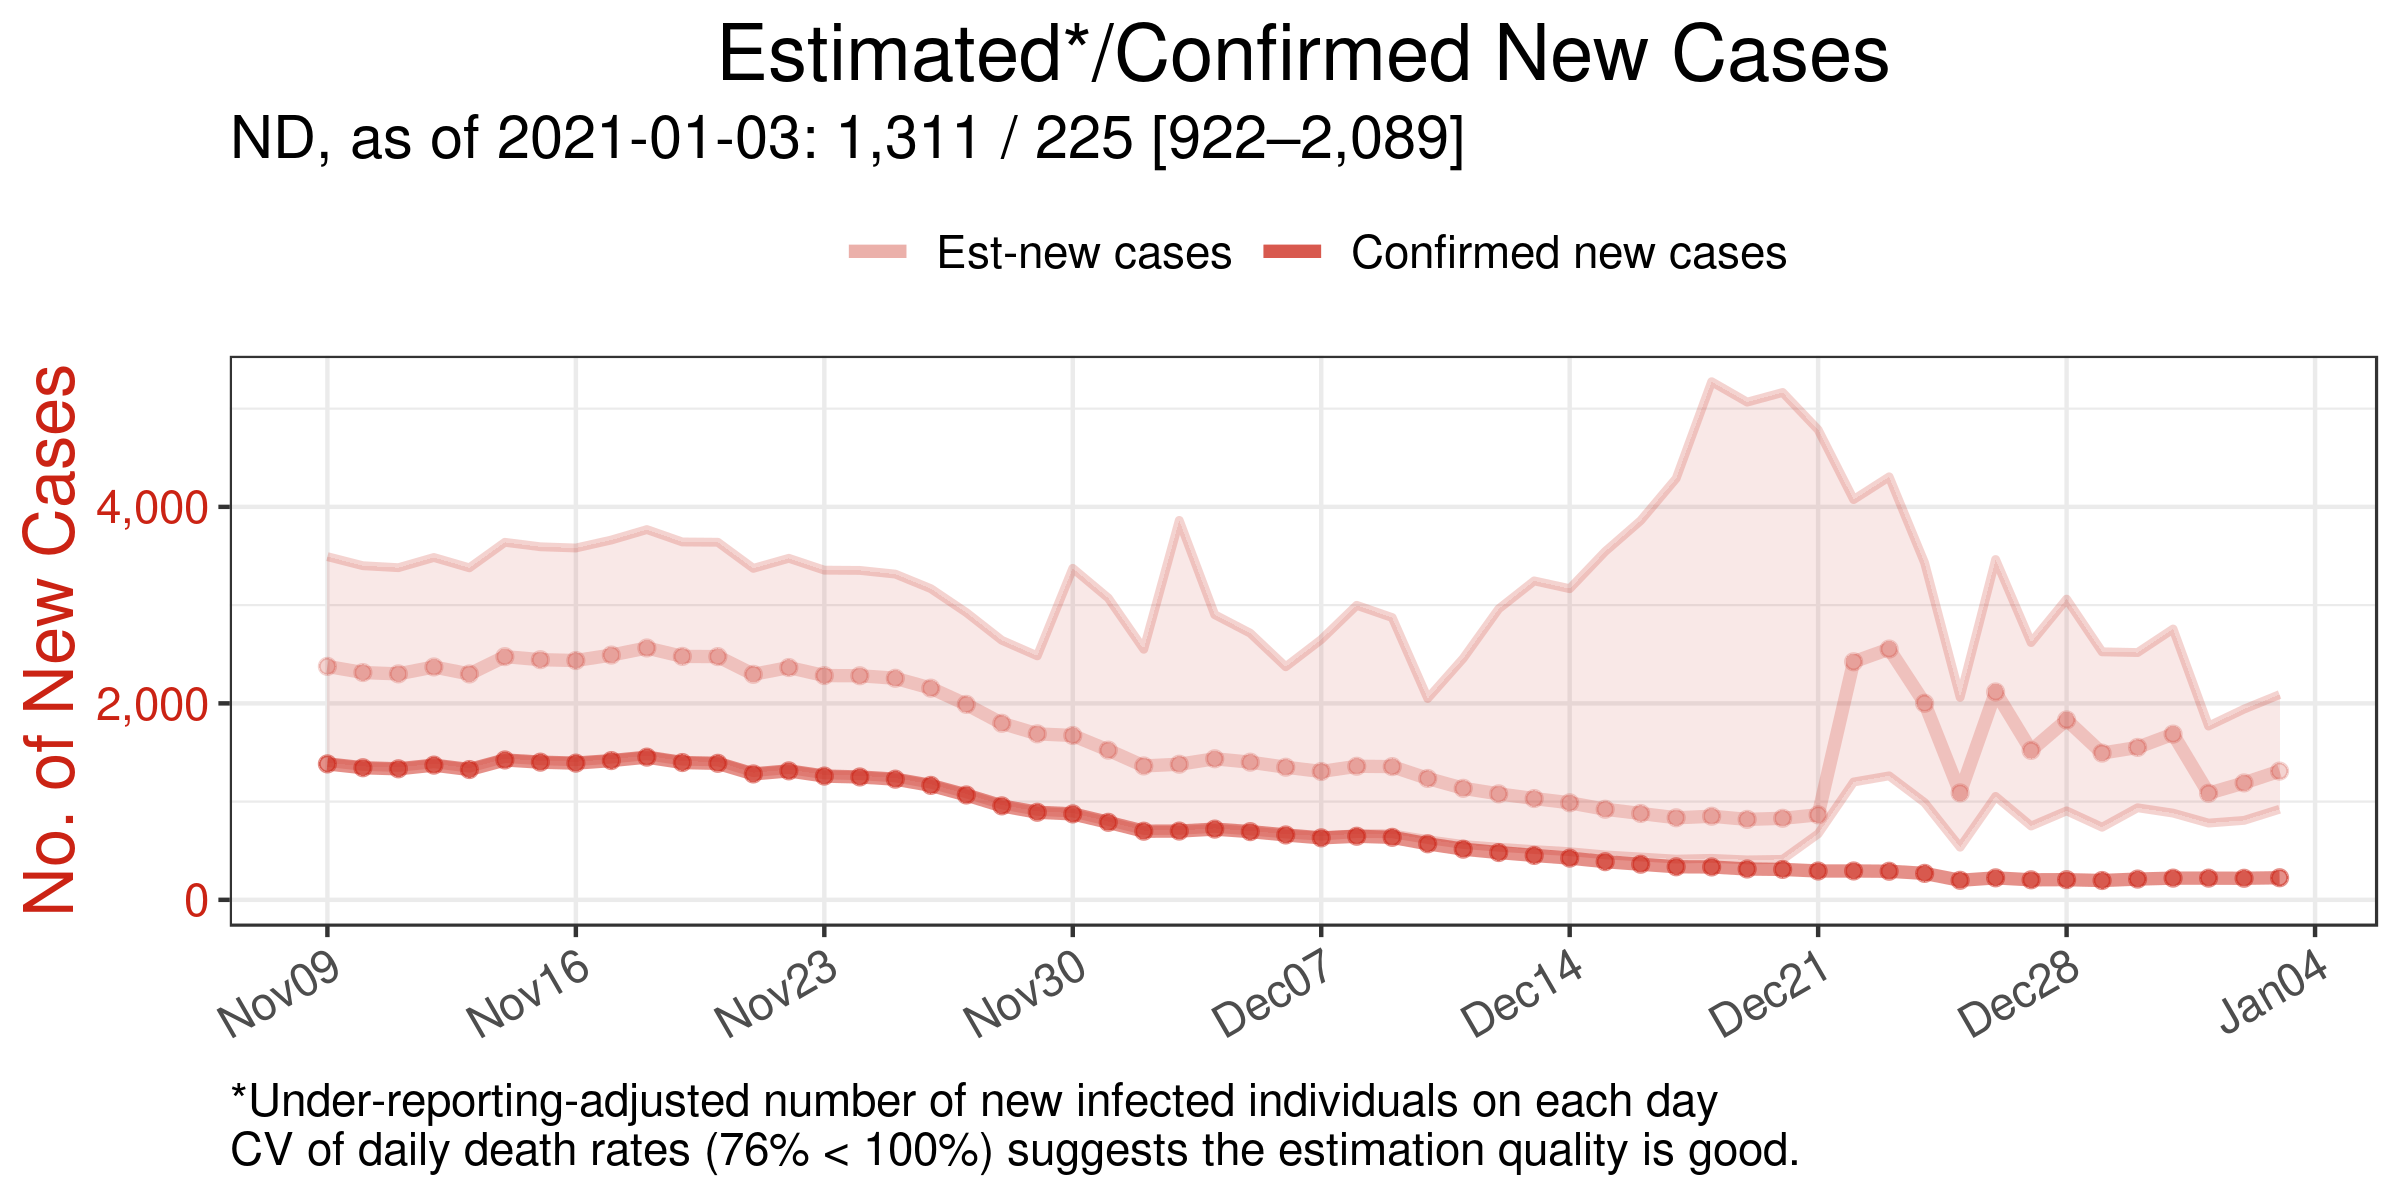 Estimated*/Confirmed New Cases
ND, as of 2021-01-03: 1,311 / 225 [922–2,089]
Est-new cases
Confirmed new cases
No. of New Cases
4,000
2,000
0
Nov09
Nov16
Nov23
Nov30
Dec07
Dec14
Dec21
Dec28
Jan04
*Under-reporting-adjusted number of new infected individuals on each day
CV of daily death rates (76% < 100%) suggests the estimation quality is good.